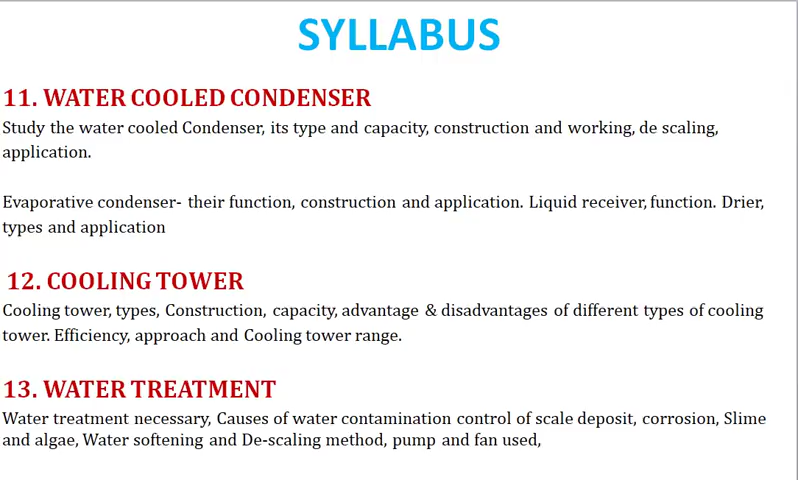 SYLLABUS
11. WATER COOLED CONDENSER
Study the water cooled Condenser, its type and capacity, construction and working, de scaling,
application.
Evaporative condenser- their function, construction and application. Liquid receiver, function. Drier,
types and application
12. COOLING TOWER
Cooling tower, types, Construction, capacity, advantage & disadvantages of different types of cooling
tower. Efficiency, approach and Cooling tower range.
13. WATER TREATMENT
Water treatment necessary, Causes of water contamination control of scale deposit, corrosion, Slime
and algae, Water softening and De-scaling method, pump and fan used,